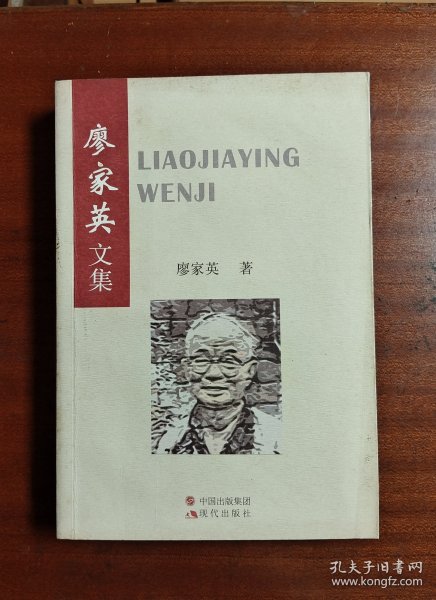 廖家英文集
LIAOJIAYING
WENJI
廖家英 著
中国出版集团
现代出版社
孔夫子旧书网
www.kongfz.com